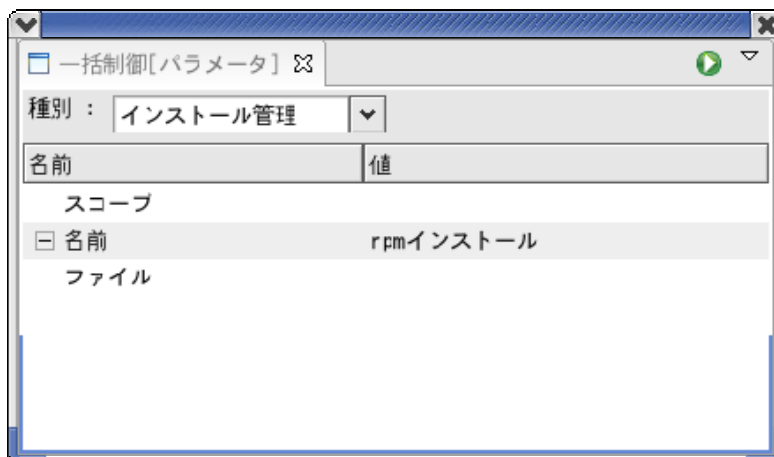 一括制御[パラメータ]
種別 : インストール管理
名前 値
スコープ
名前 rpmインストール
ファイル